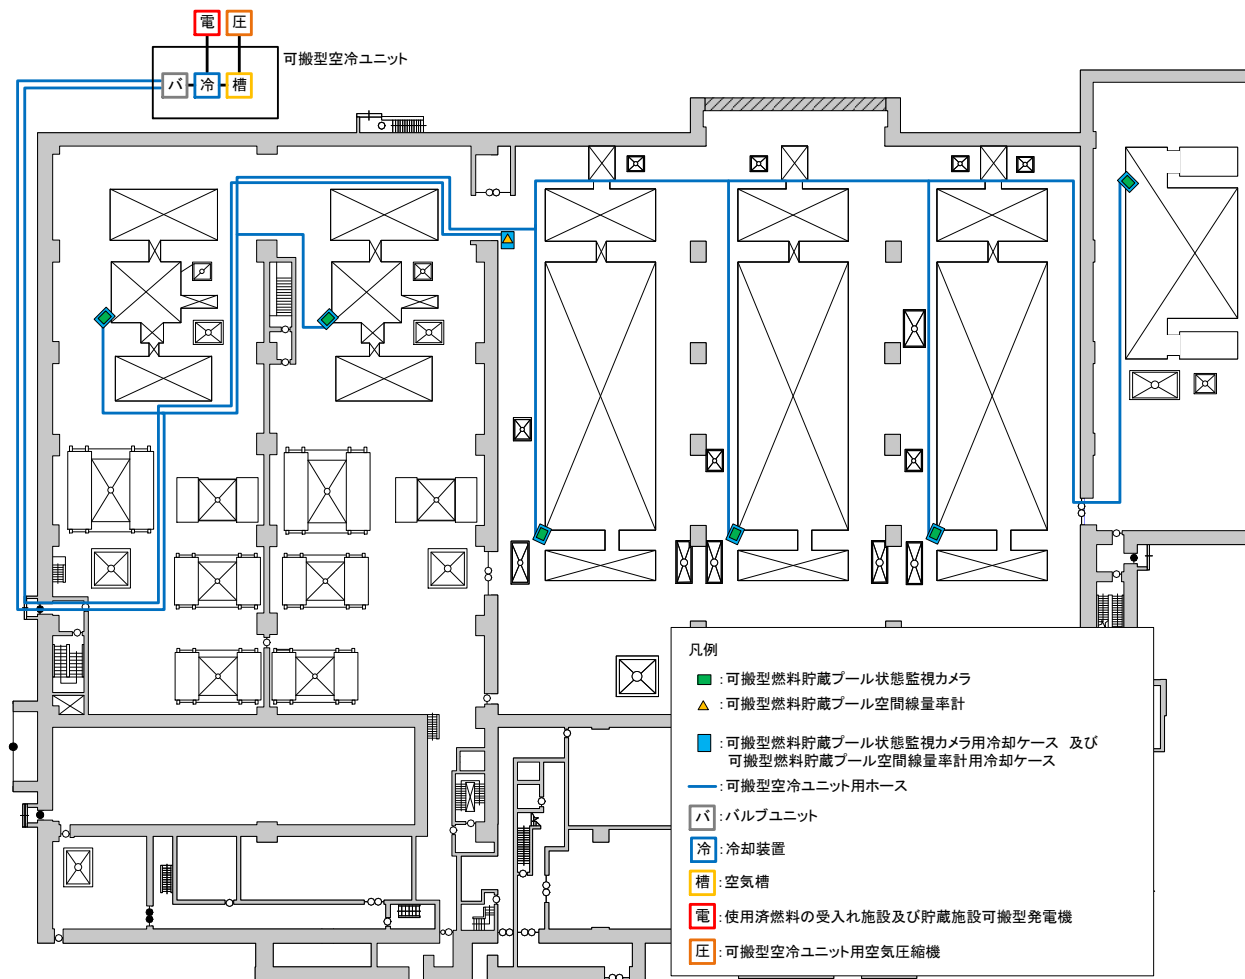 電 圧
可搬型空冷ユニット
バ 冷 槽
凡例
:可搬型燃料貯蔵プール状態監視カメラ
:可搬型燃料貯蔵プール空間線量率計
:可搬型燃料貯蔵プール状態監視カメラ用冷却ケース 及び
可搬型燃料貯蔵プール空間線量率計用冷却ケース
:可搬型空冷ユニット用ホース
バ:バルブユニット
冷:冷却装置
槽:空気槽
電:使用済燃料の受入れ施設及び貯蔵施設可搬型発電機
圧:可搬型空冷ユニット用空気圧縮機